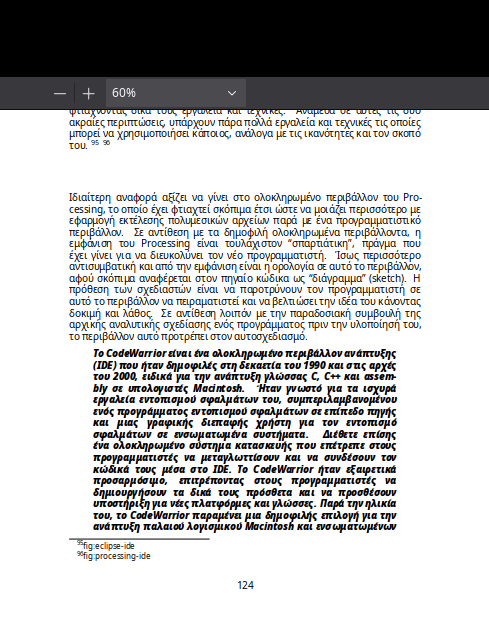 60%
φτιάχνοντας δικά τους εργαλεία και τεχνικές. Ανάμεσα σε αυτές τις δύο
ακραίες περιπτώσεις, υπάρχουν πάρα πολλά εργαλεία και τεχνικές τις οποίες
μπορεί να χρησιμοποιήσει κάποιος, ανάλογα με τις ικανότητές και τον σκοπό
του. 95 96
Ιδιαίτερη αναφορά αξίζει να γίνει στο ολοκληρωμένο περιβάλλον του Pro-
cessing, το οποίο έχει φτιαχτεί σκόπιμα έτσι ώστε να μοιάζει περισσότερο με
εφαρμογή εκτέλεσης πολυμεσικών αρχείων παρά με ένα προγραμματιστικό
περιβάλλον. Σε αντίθεση με τα δημοφιλή ολοκληρωμένα περιβάλλοντα, η
εμφάνιση του Processing είναι τουλάχιστον “σπαρτιάτικη”, πράγμα που
έχει γίνει για να διευκολύνει τον νέο προγραμματιστή. Ίσως περισσότερο
αντισυμβατική και από την εμφάνιση είναι η ορολογία σε αυτό το περιβάλλον,
αφού σκόπιμα αναφέρεται στον πηγαίο κώδικα ως “διάγραμμα” (sketch). Η
πρόθεση των σχεδιαστών είναι να παροτρύνουν τον προγραμματιστή σε
αυτό το περιβάλλον να πειραματιστεί και να βελτιώσει την ιδέα του κάνοντας
δοκιμή και λάθος. Σε αντίθεση λοιπόν με την παραδοσιακή συμβουλή της
αρχικής αναλυτικής σχεδίασης ενός προγράμματος πριν την υλοποίησή του,
το περιβάλλον αυτό προτρέπει στον αυτοσχεδιασμό.
Το CodeWarrior είναι ένα ολοκληρωμένο περιβάλλον ανάπτυξης
(IDE) που ήταν δημοφιλές στη δεκαετία του 1990 και στις αρχές
του 2000, ειδικά για την ανάπτυξη γλώσσας C, C++ και assem-
bly σε υπολογιστές Macintosh. Ήταν γνωστό για τα ισχυρά
εργαλεία εντοπισμού σφαλμάτων του, συμπεριλαμβανομένου
ενός προγράμματος εντοπισμού σφαλμάτων σε επίπεδο πηγής
και μιας γραφικής διεπαφής χρήστη για τον εντοπισμό
σφαλμάτων σε ενσωματωμένα συστήματα. Διέθετε επίσης
ένα ολοκληρωμένο σύστημα κατασκευής που επέτρεπε στους
προγραμματιστές να μεταγλωττίσουν και να συνδέσουν τον
κώδικά τους μέσα στο IDE. Το CodeWarrior ήταν εξαιρετικά
προσαρμόσιμο, επιτρέποντας στους προγραμματιστές να
δημιουργήσουν τα δικά τους πρόσθετα και να προσθέσουν
υποστήριξη για νέες πλατφόρμες και γλώσσες. Παρά την ηλικία
του, το CodeWarrior παραμένει μια δημοφιλής επιλογή για την
ανάπτυξη παλαιού λογισμικού Macintosh και ενσωματωμένων
95fig:eclipse-ide
96fig:processing-ide
124